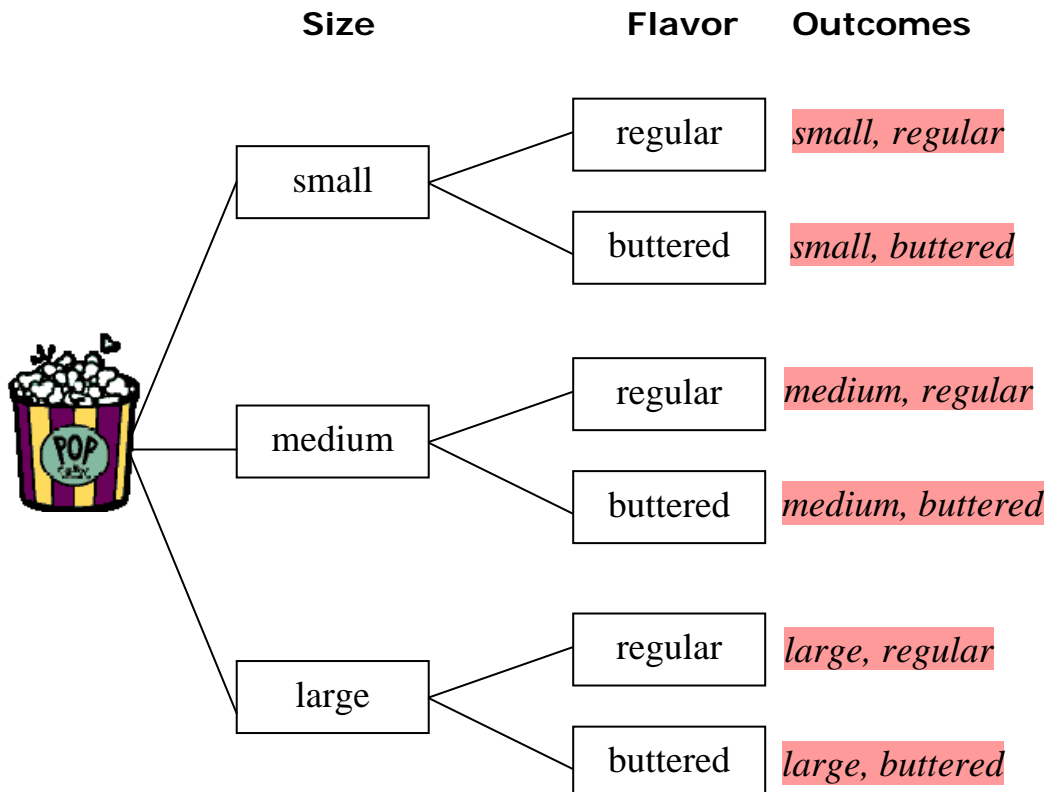 Size Flavor Outcomes
regular small, regular
small
buttered small, buttered
regular medium, regular
medium
POP
buttered medium, buttered
regular large, regular
large
buttered large, buttered